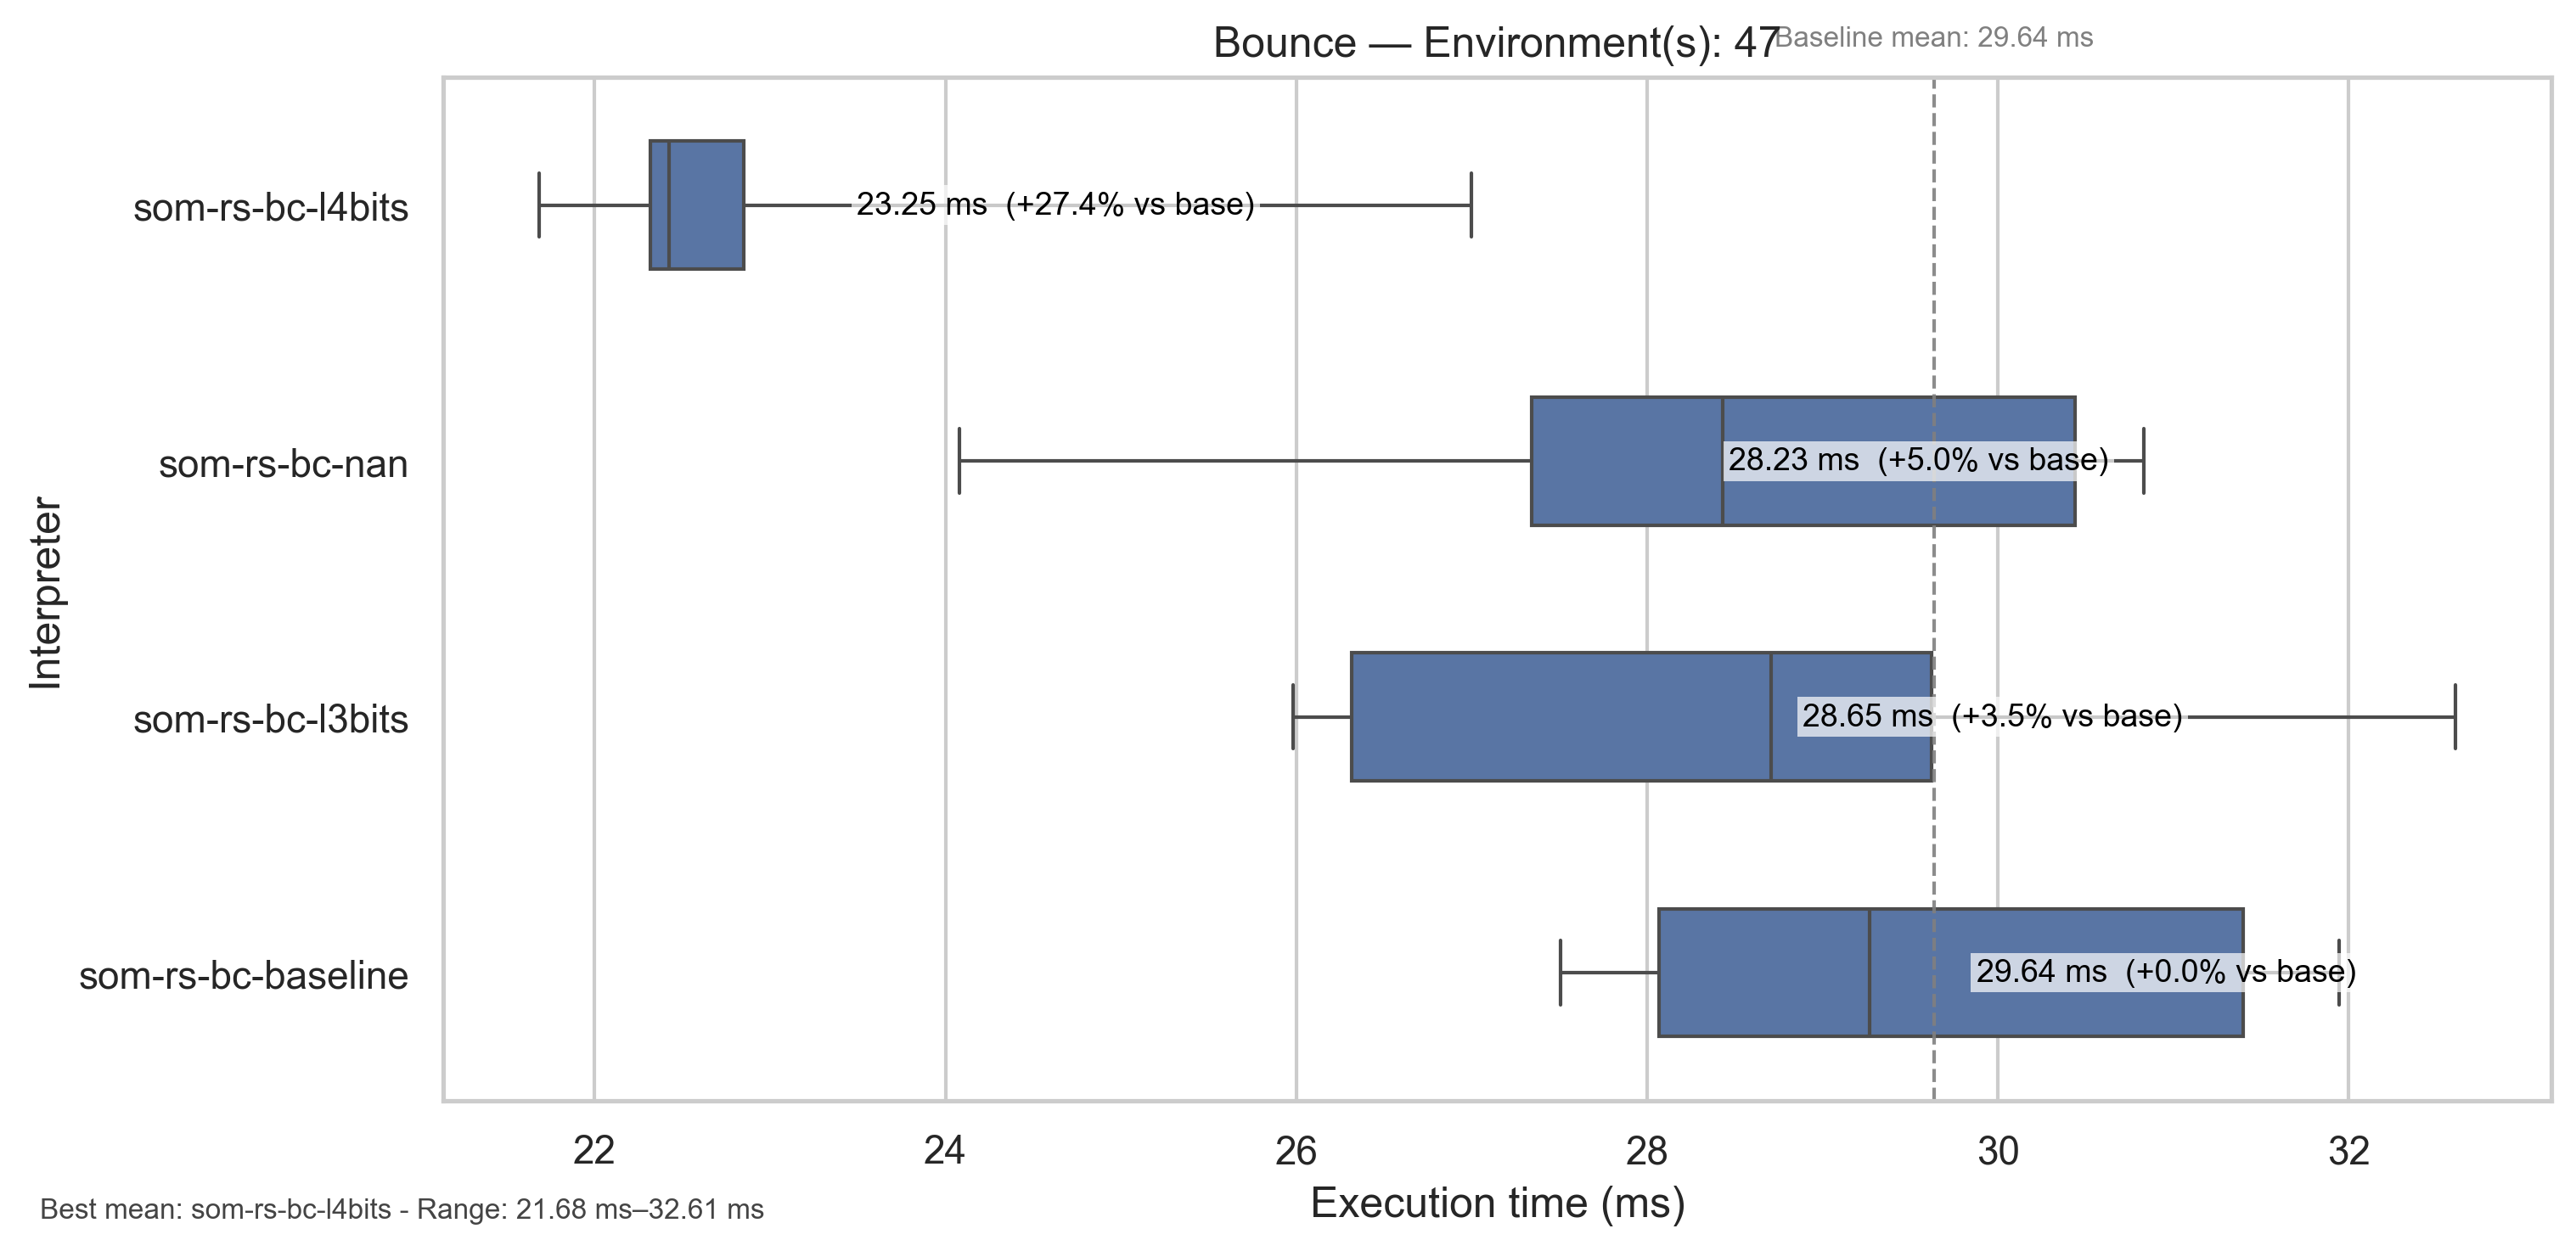 Bounce — Environment(s): 47
Baseline mean: 29.64 ms
som-rs-bc-l4bits
23.25 ms (+27.4% vs base)
som-rs-bc-nan
28.23 ms (+5.0% vs base)
Interpreter
som-rs-bc-l3bits
28.65 ms (+3.5% vs base)
som-rs-bc-baseline
29.64 ms (+0.0% vs base)
22 24 26 28 30 32
Execution time (ms)
Best mean: som-rs-bc-l4bits - Range: 21.68 ms–32.61 ms